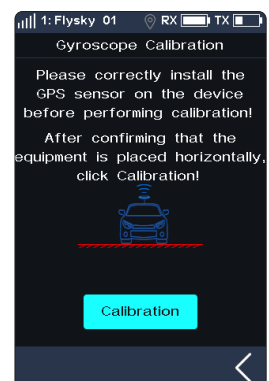 1: Flysky 01 RX TX
Gyroscope Calibration
Please correctly install the
GPS sensor on the device
before performing calibration!
After confirming that the
equipment is placed horizontally,
click Calibration!
Calibration